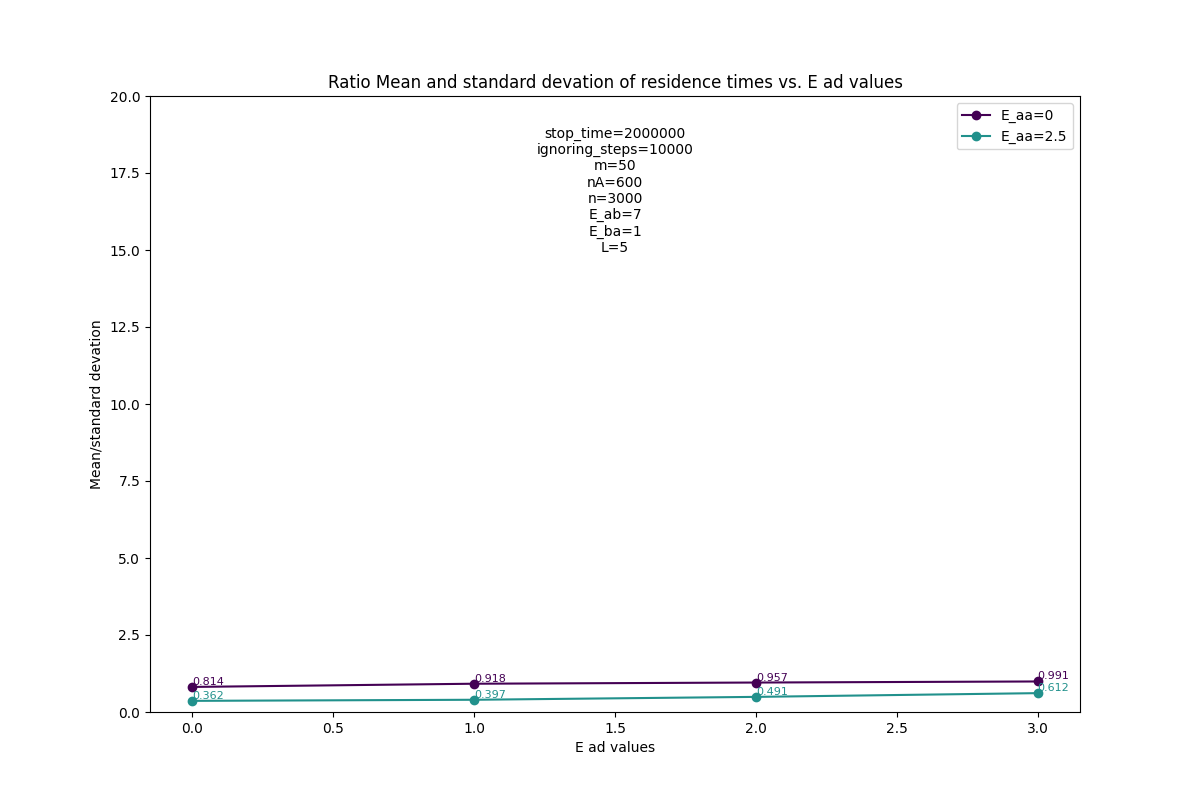 Ratio Mean and standard devation of residence times vs. E ad values
20.0
17.5
15.0
12.5
10.0
7.5
5.0
2.5
0.0
Mean/standard devation
stop_time=2000000
ignoring_steps=10000
m=50
nA=600
n=3000
E_ab=7
E_ba=1
L=5
E_aa=0
E_aa=2.5
0.814
0.918
0.957
0.991
0.362
0.397
0.491
0.612
0.0 0.5 1.0 1.5 2.0 2.5 3.0
E ad values